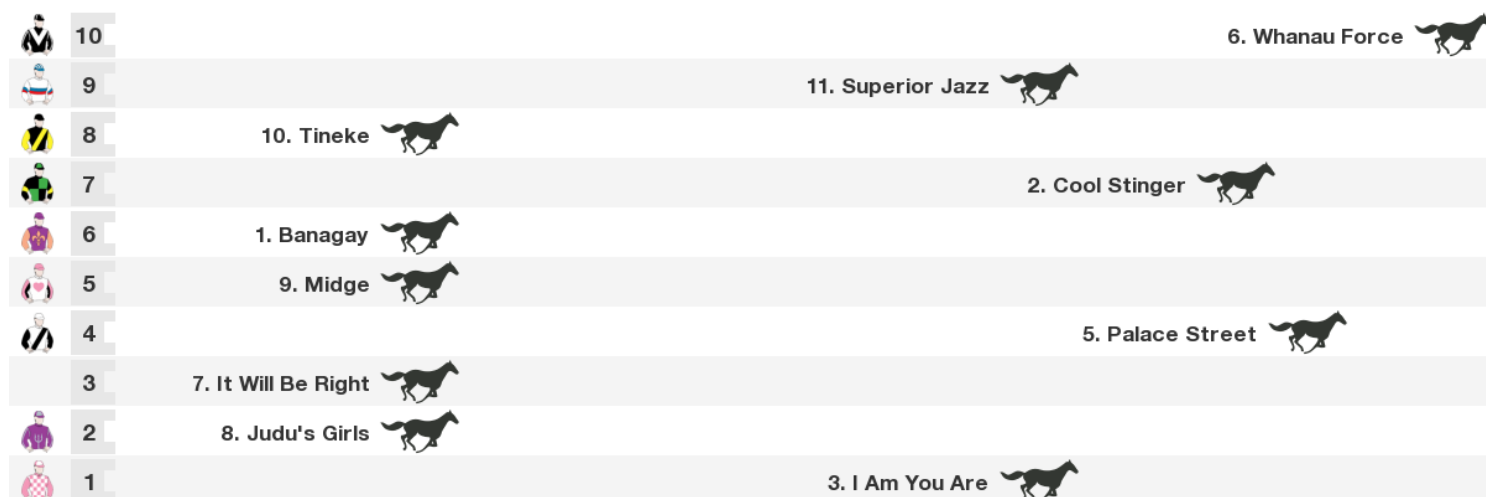 10 6. Whanau Force
9 11. Superior Jazz
8 10. Tineke
7 2. Cool Stinger
6 1. Banagay
5 9. Midge
4 5. Palace Street
3 7. It Will Be Right
2 8. Judu's Girls
1 3. I Am You Are